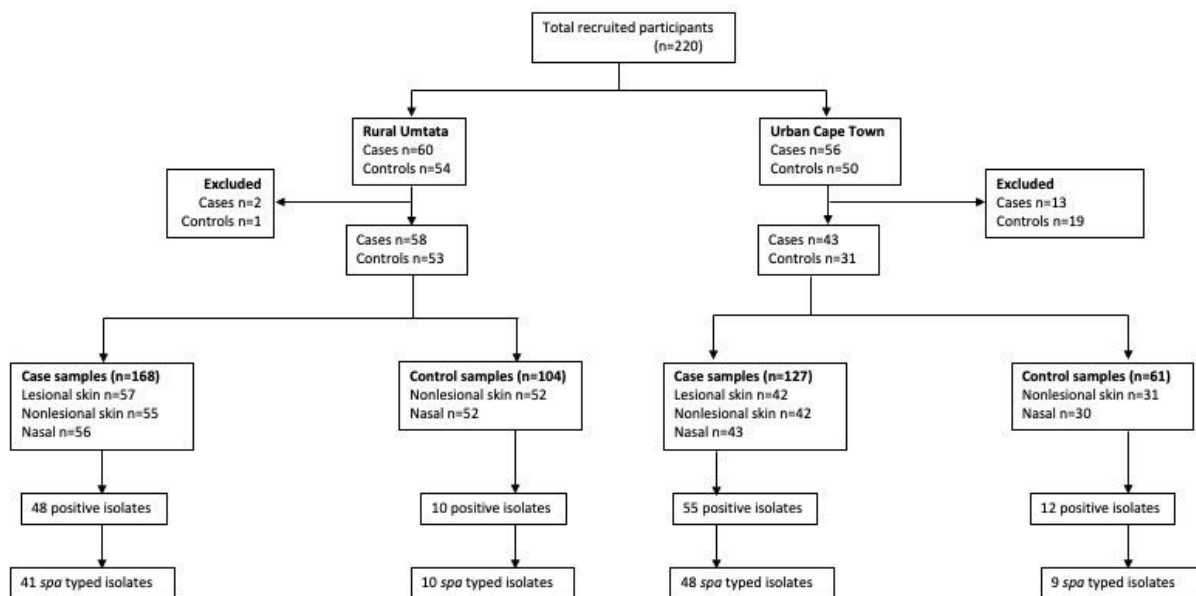 Total recruited participants
(n=220)
Rural Umtata
Cases n=60
Controls n=54
Urban Cape Town
Cases n=56
Controls n=50
Excluded
Cases n=2
Controls n=1
Excluded
Cases n=13
Controls n=19
Cases n=58
Controls n=53
Cases n=43
Controls n=31
Case samples (n=168)
Lesional skin n=57
Nonlesional skin n=55
Nasal n=56
Control samples (n=104)
Nonlesional skin n=52
Nasal n=52
Case samples (n=127)
Lesional skin n=42
Nonlesional skin n=42
Nasal n=43
Control samples (n=61)
Nonlesional skin n=31
Nasal n=30
48 positive isolates
10 positive isolates
55 positive isolates
12 positive isolates
41 spa typed isolates
10 spa typed isolates
48 spa typed isolates
9 spa typed isolates